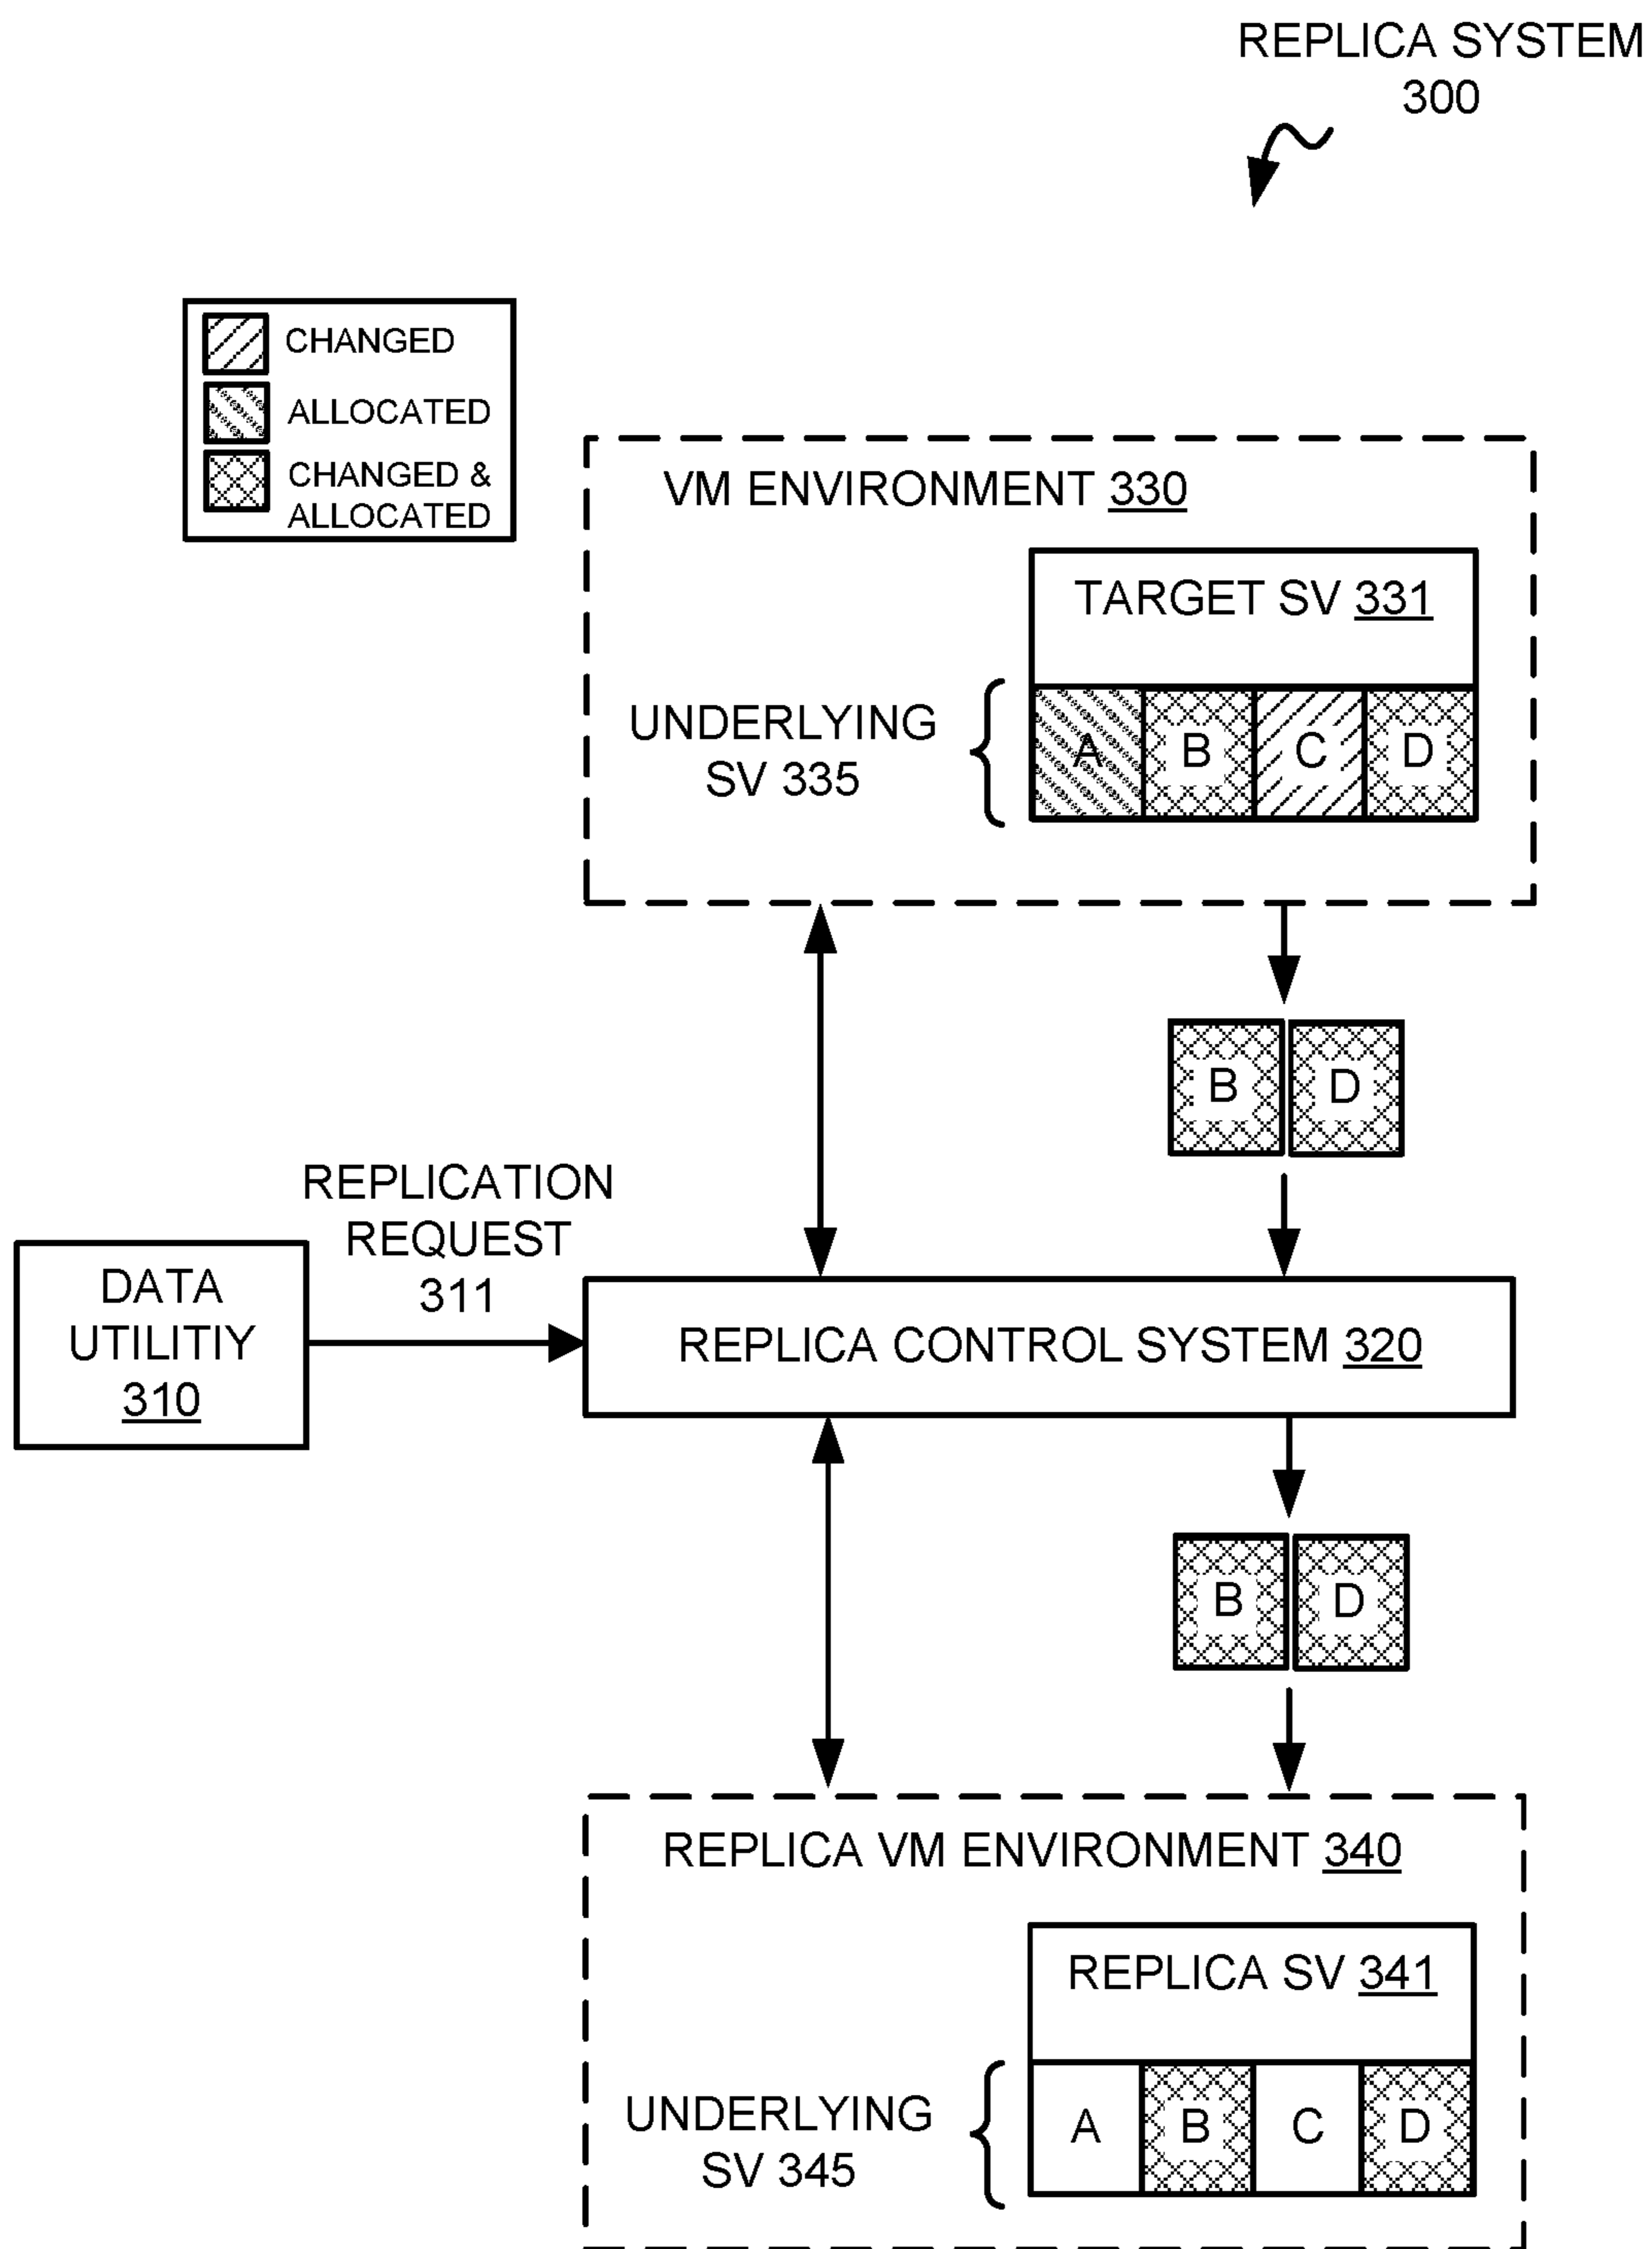 REPLICA SYSTEM
300
CHANGED
ALLOCATED
CHANGED &
ALLOCATED
VM ENVIRONMENT 330
TARGET SV 331
UNDERLYING
SV 335
A B C D
B D
REPLICATION
REQUEST
311
DATA
UTILITIY
310
REPLICA CONTROL SYSTEM 320
B D
REPLICA VM ENVIRONMENT 340
REPLICA SV 341
UNDERLYING
SV 345
A B C D